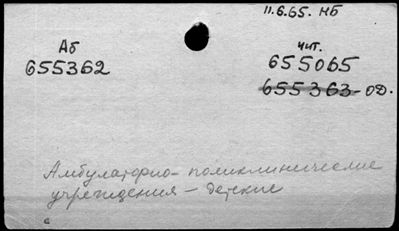 11.6.65. нб
Аб
655362
чит.
655065
655363-од.
Амбулаторно-поликлинические
учреждения — детские
с